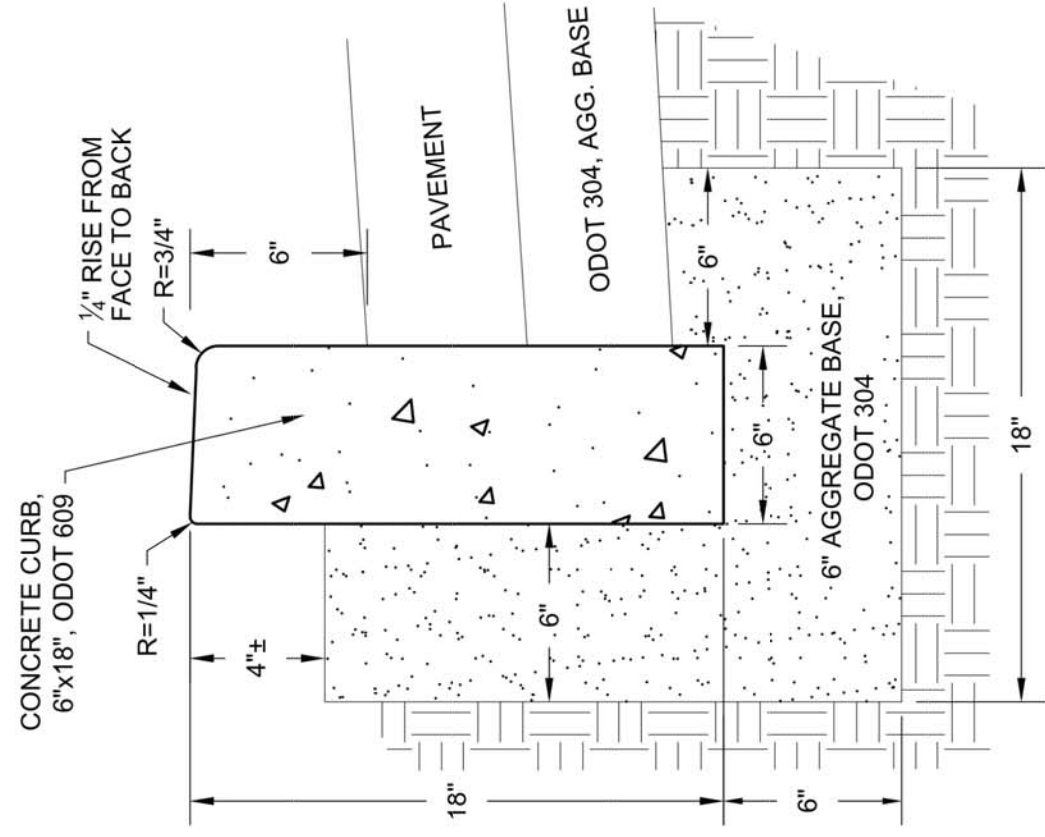 CONCRETE CURB,
6"x18", ODOT 609
¼" RISE FROM
FACE TO BACK
R=1/4"
R=3/4"
4"±
6"
PAVEMENT
ODOT 304, AGG. BASE
18"
6"
6"
6"
6" AGGREGATE BASE,
ODOT 304
6"
18"